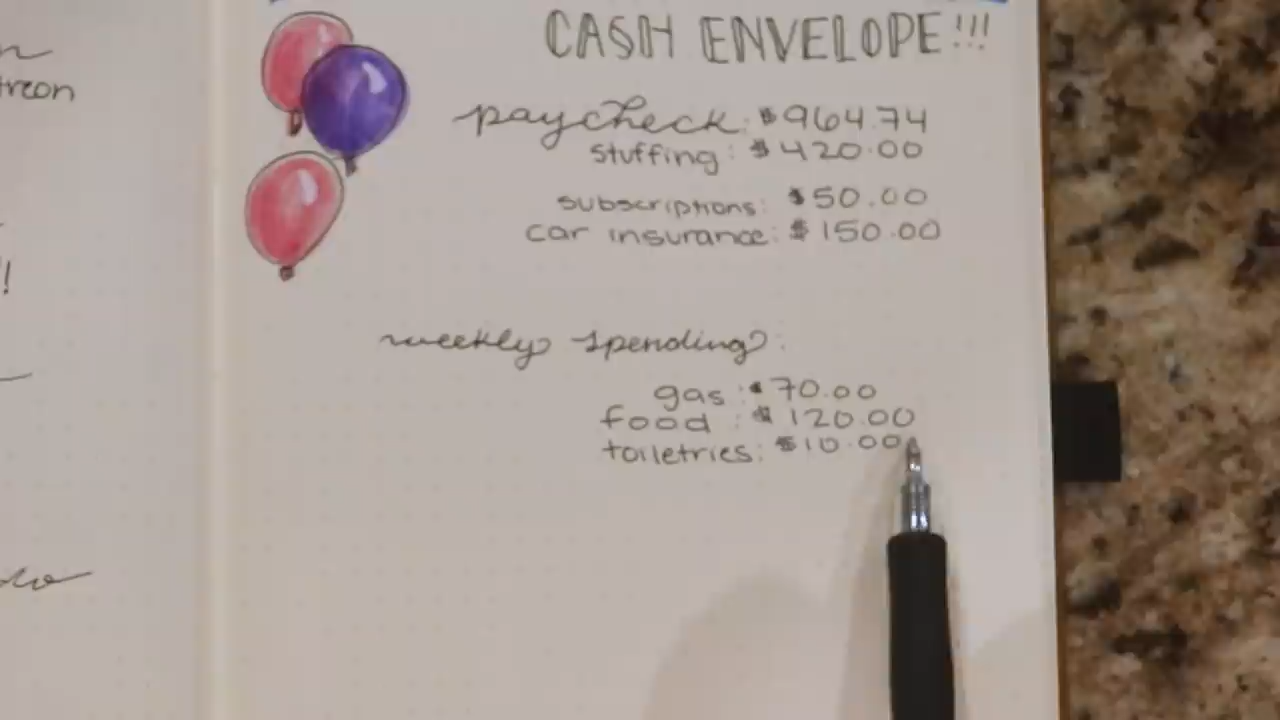 CASH ENVELOPE!!!
paycheck: $964.74
stuffing: $420.00
subscriptions: $50.00
car insurance: $150.00
weekly spending:
gas: $70.00
food: $120.00
toiletries: $10.00